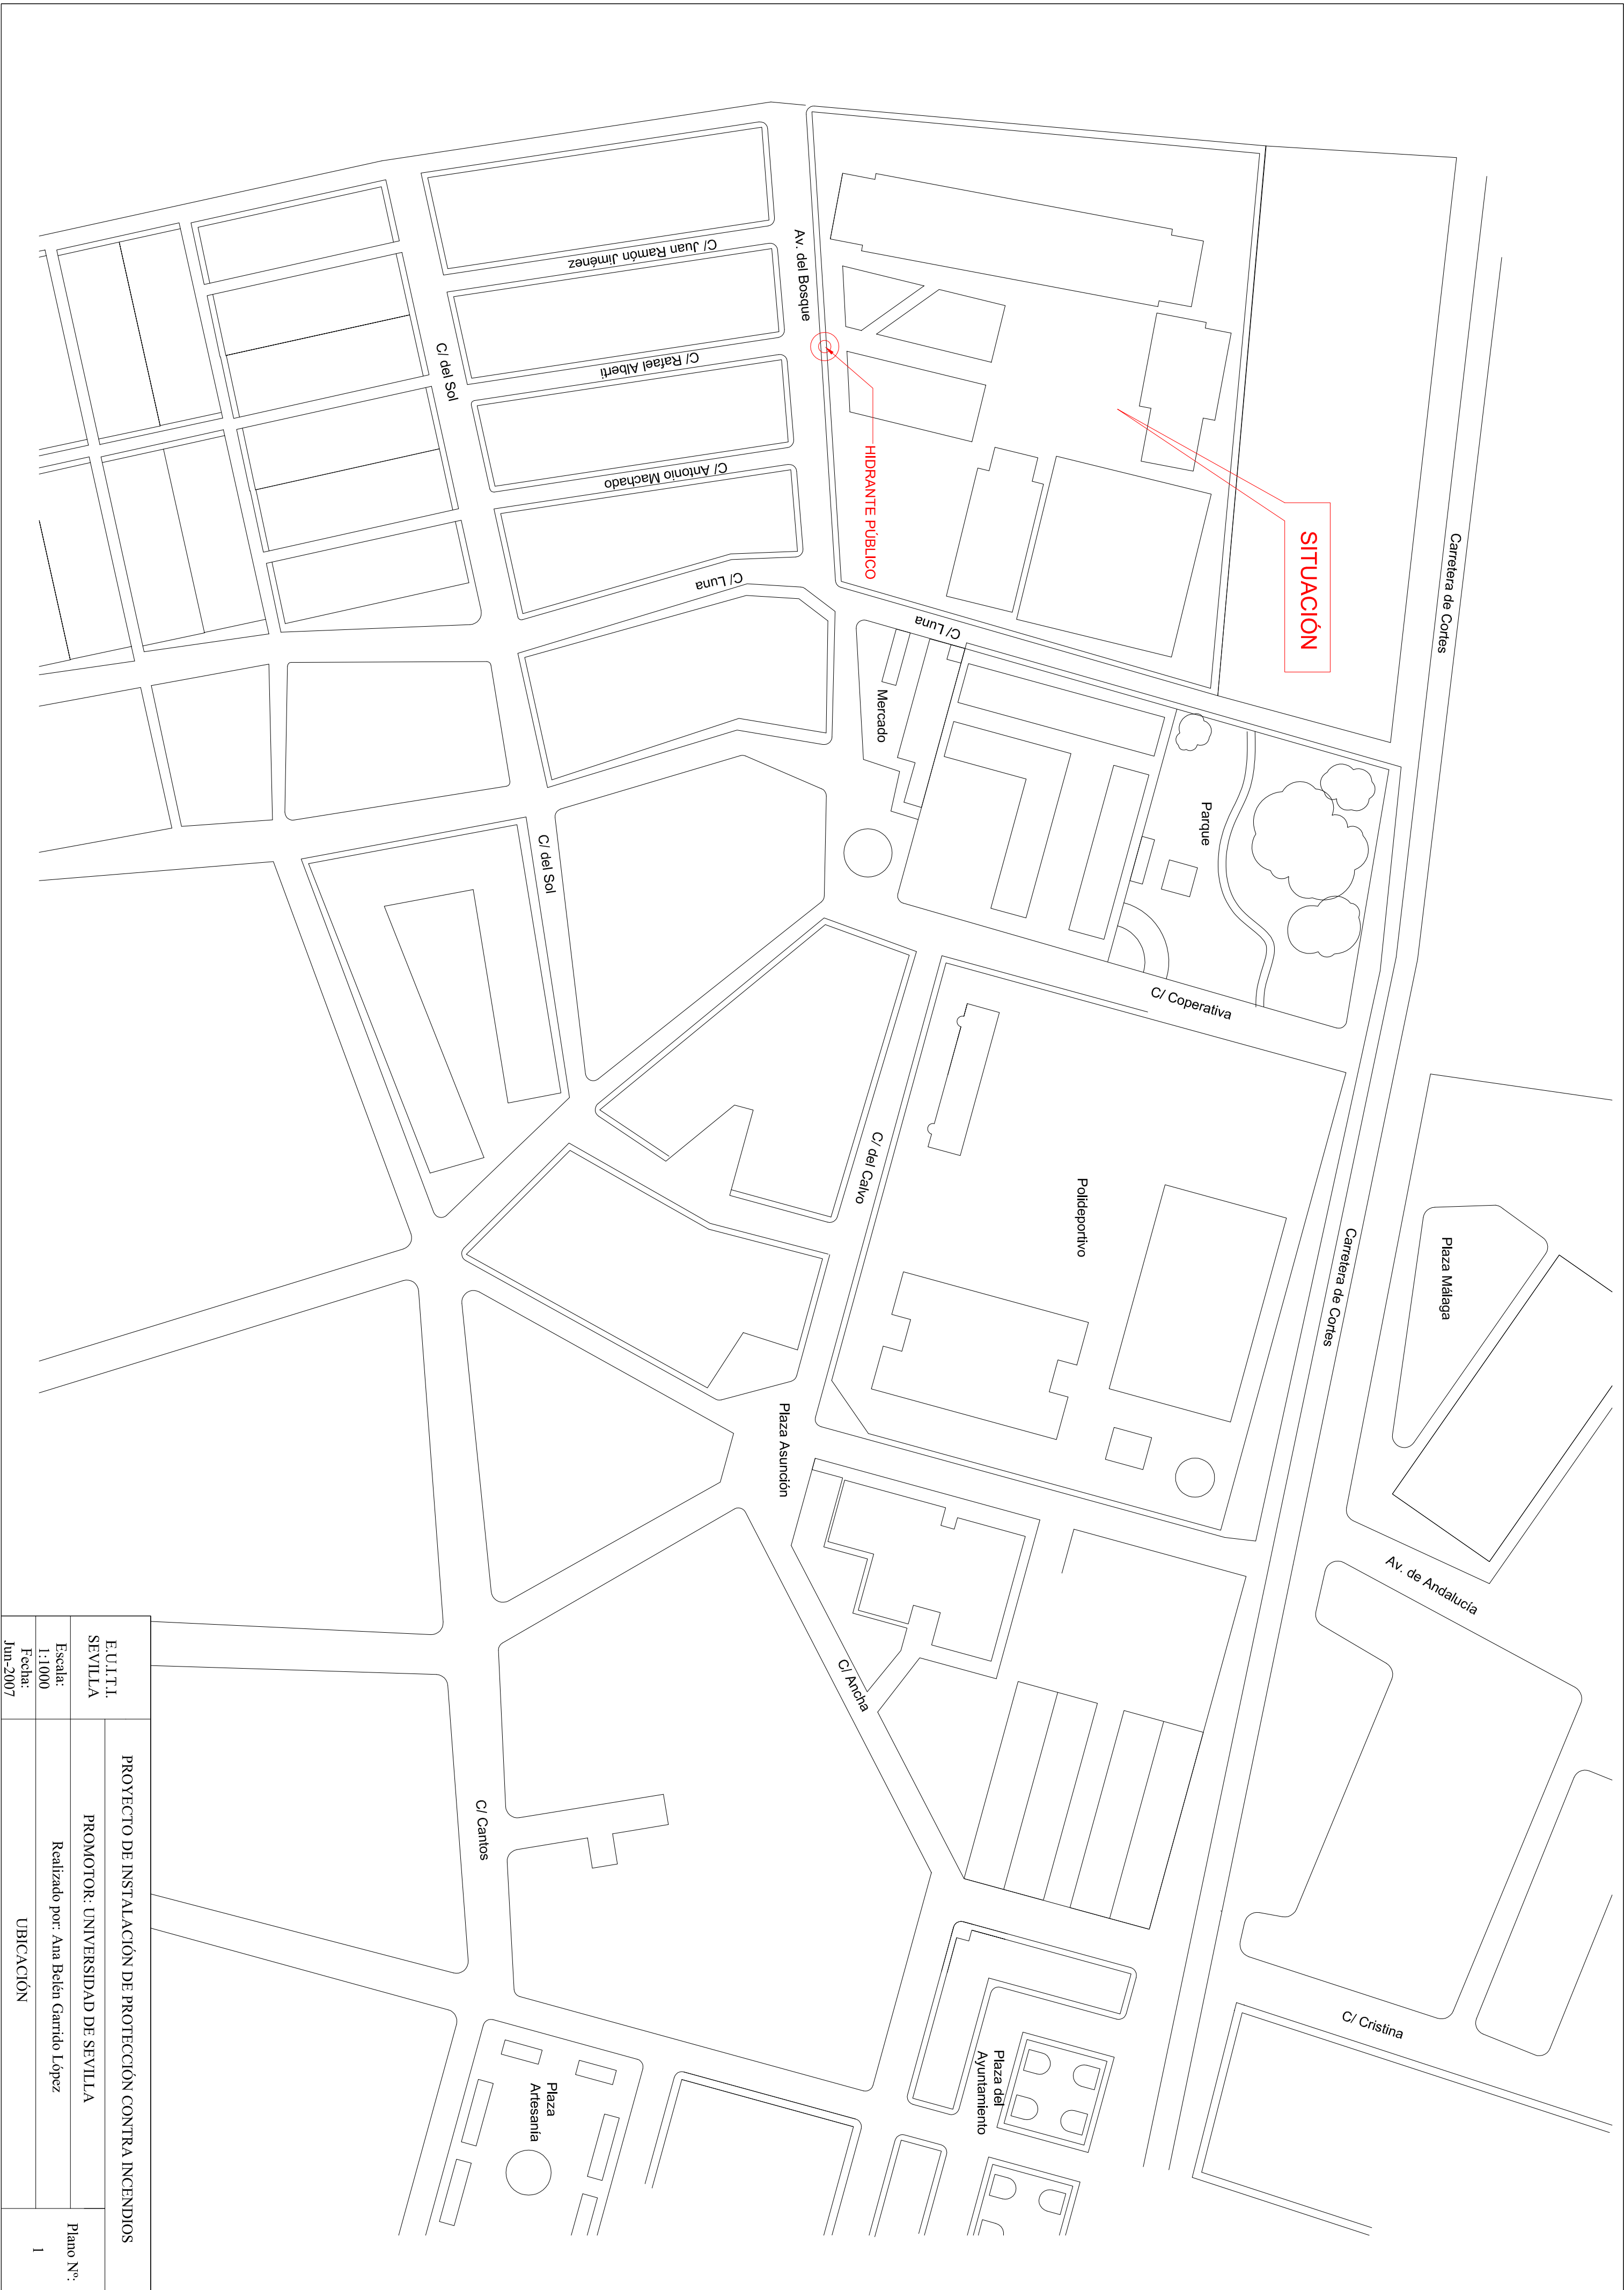 Carretera de Cortes
SITUACIÓN
HIDRANTE PÚBLICO
Av. del Bosque
C/ Juan Ramón Jiménez
C/ Rafael Alberti
C/ Antonio Machado
C/ Luna
C/ Luna
C/ del Sol
Mercado
Parque
C/ del Sol
C/ Coperativa
C/ del Calvo
Polideportivo
Carretera de Cortes
Plaza Málaga
Plaza Asunción
Av. de Andalucía
C/ Ancha
C/ Cantos
C/ Cristina
Plaza del
Ayuntamiento
Plaza
Artesanía
E.U.I.T.I.
SEVILLA
PROYECTO DE INSTALACIÓN DE PROTECCIÓN CONTRA INCENDIOS
PROMOTOR: UNIVERSIDAD DE SEVILLA
Plano Nº:
1
Escala:
1:1000
Realizado por: Ana Belén Garrido López
Fecha:
Jun-2007
UBICACIÓN